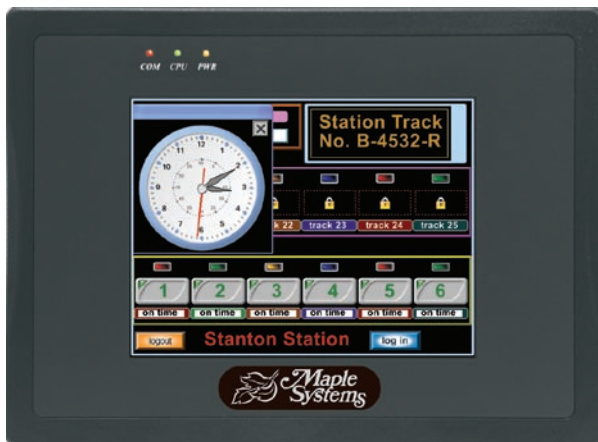 COM CPU PWR
Station Track
No. B-4532-R
12
11 1
10 2
9 3
8 4
7 5
6
k 22 track 23 track 24 track 25
1 2 3 4 5 6
on time on time on time on time on time on time
logout Stanton Station log in
Maple
Systems